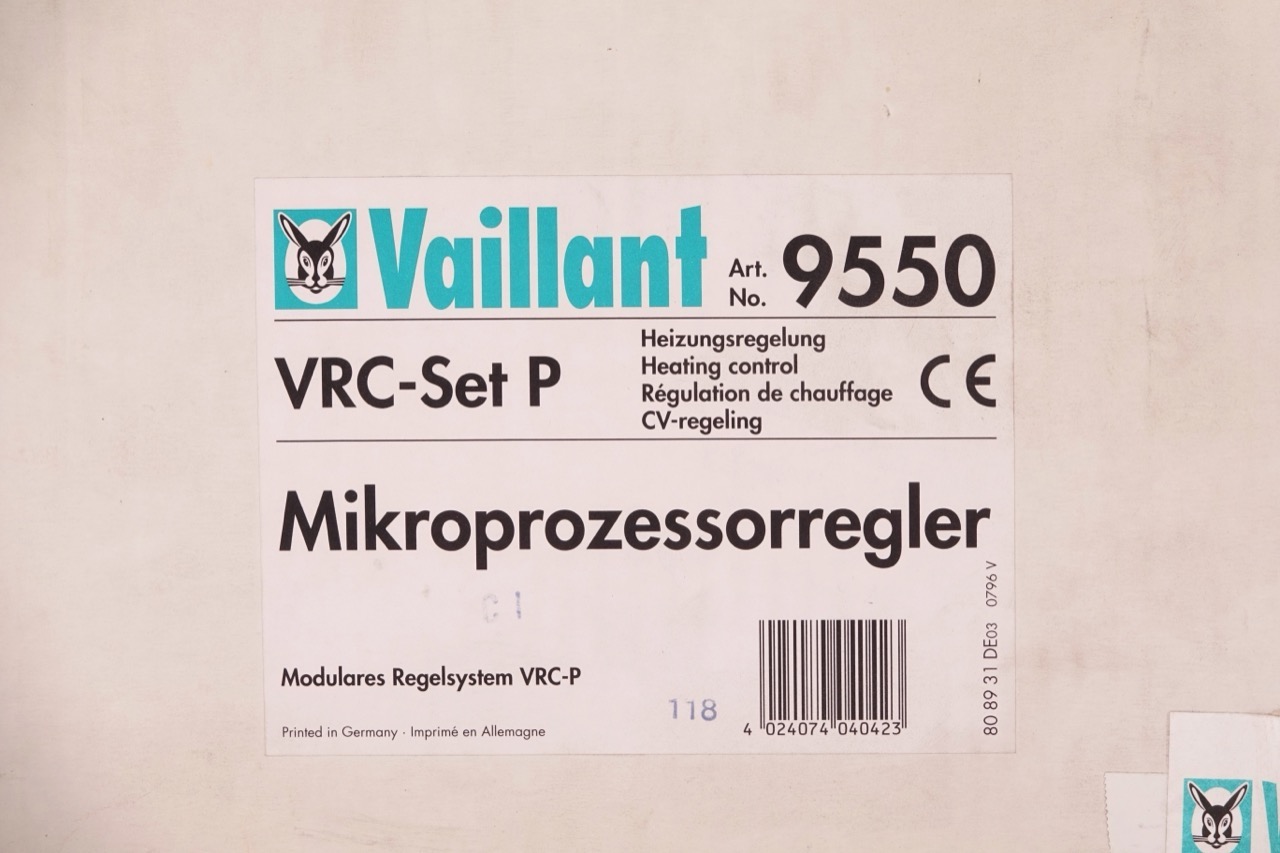 Vaillant Art. No. 9550
VRC-Set P
Heizungsregelung
Heating control
Régulation de chauffage
CV-regeling
CE
Mikroprozessorregler
C I
Modulares Regelsystem VRC-P
118
Printed in Germany · Imprimé en Allemagne
4 024074 040423
80 89 31 DE03 0796 V